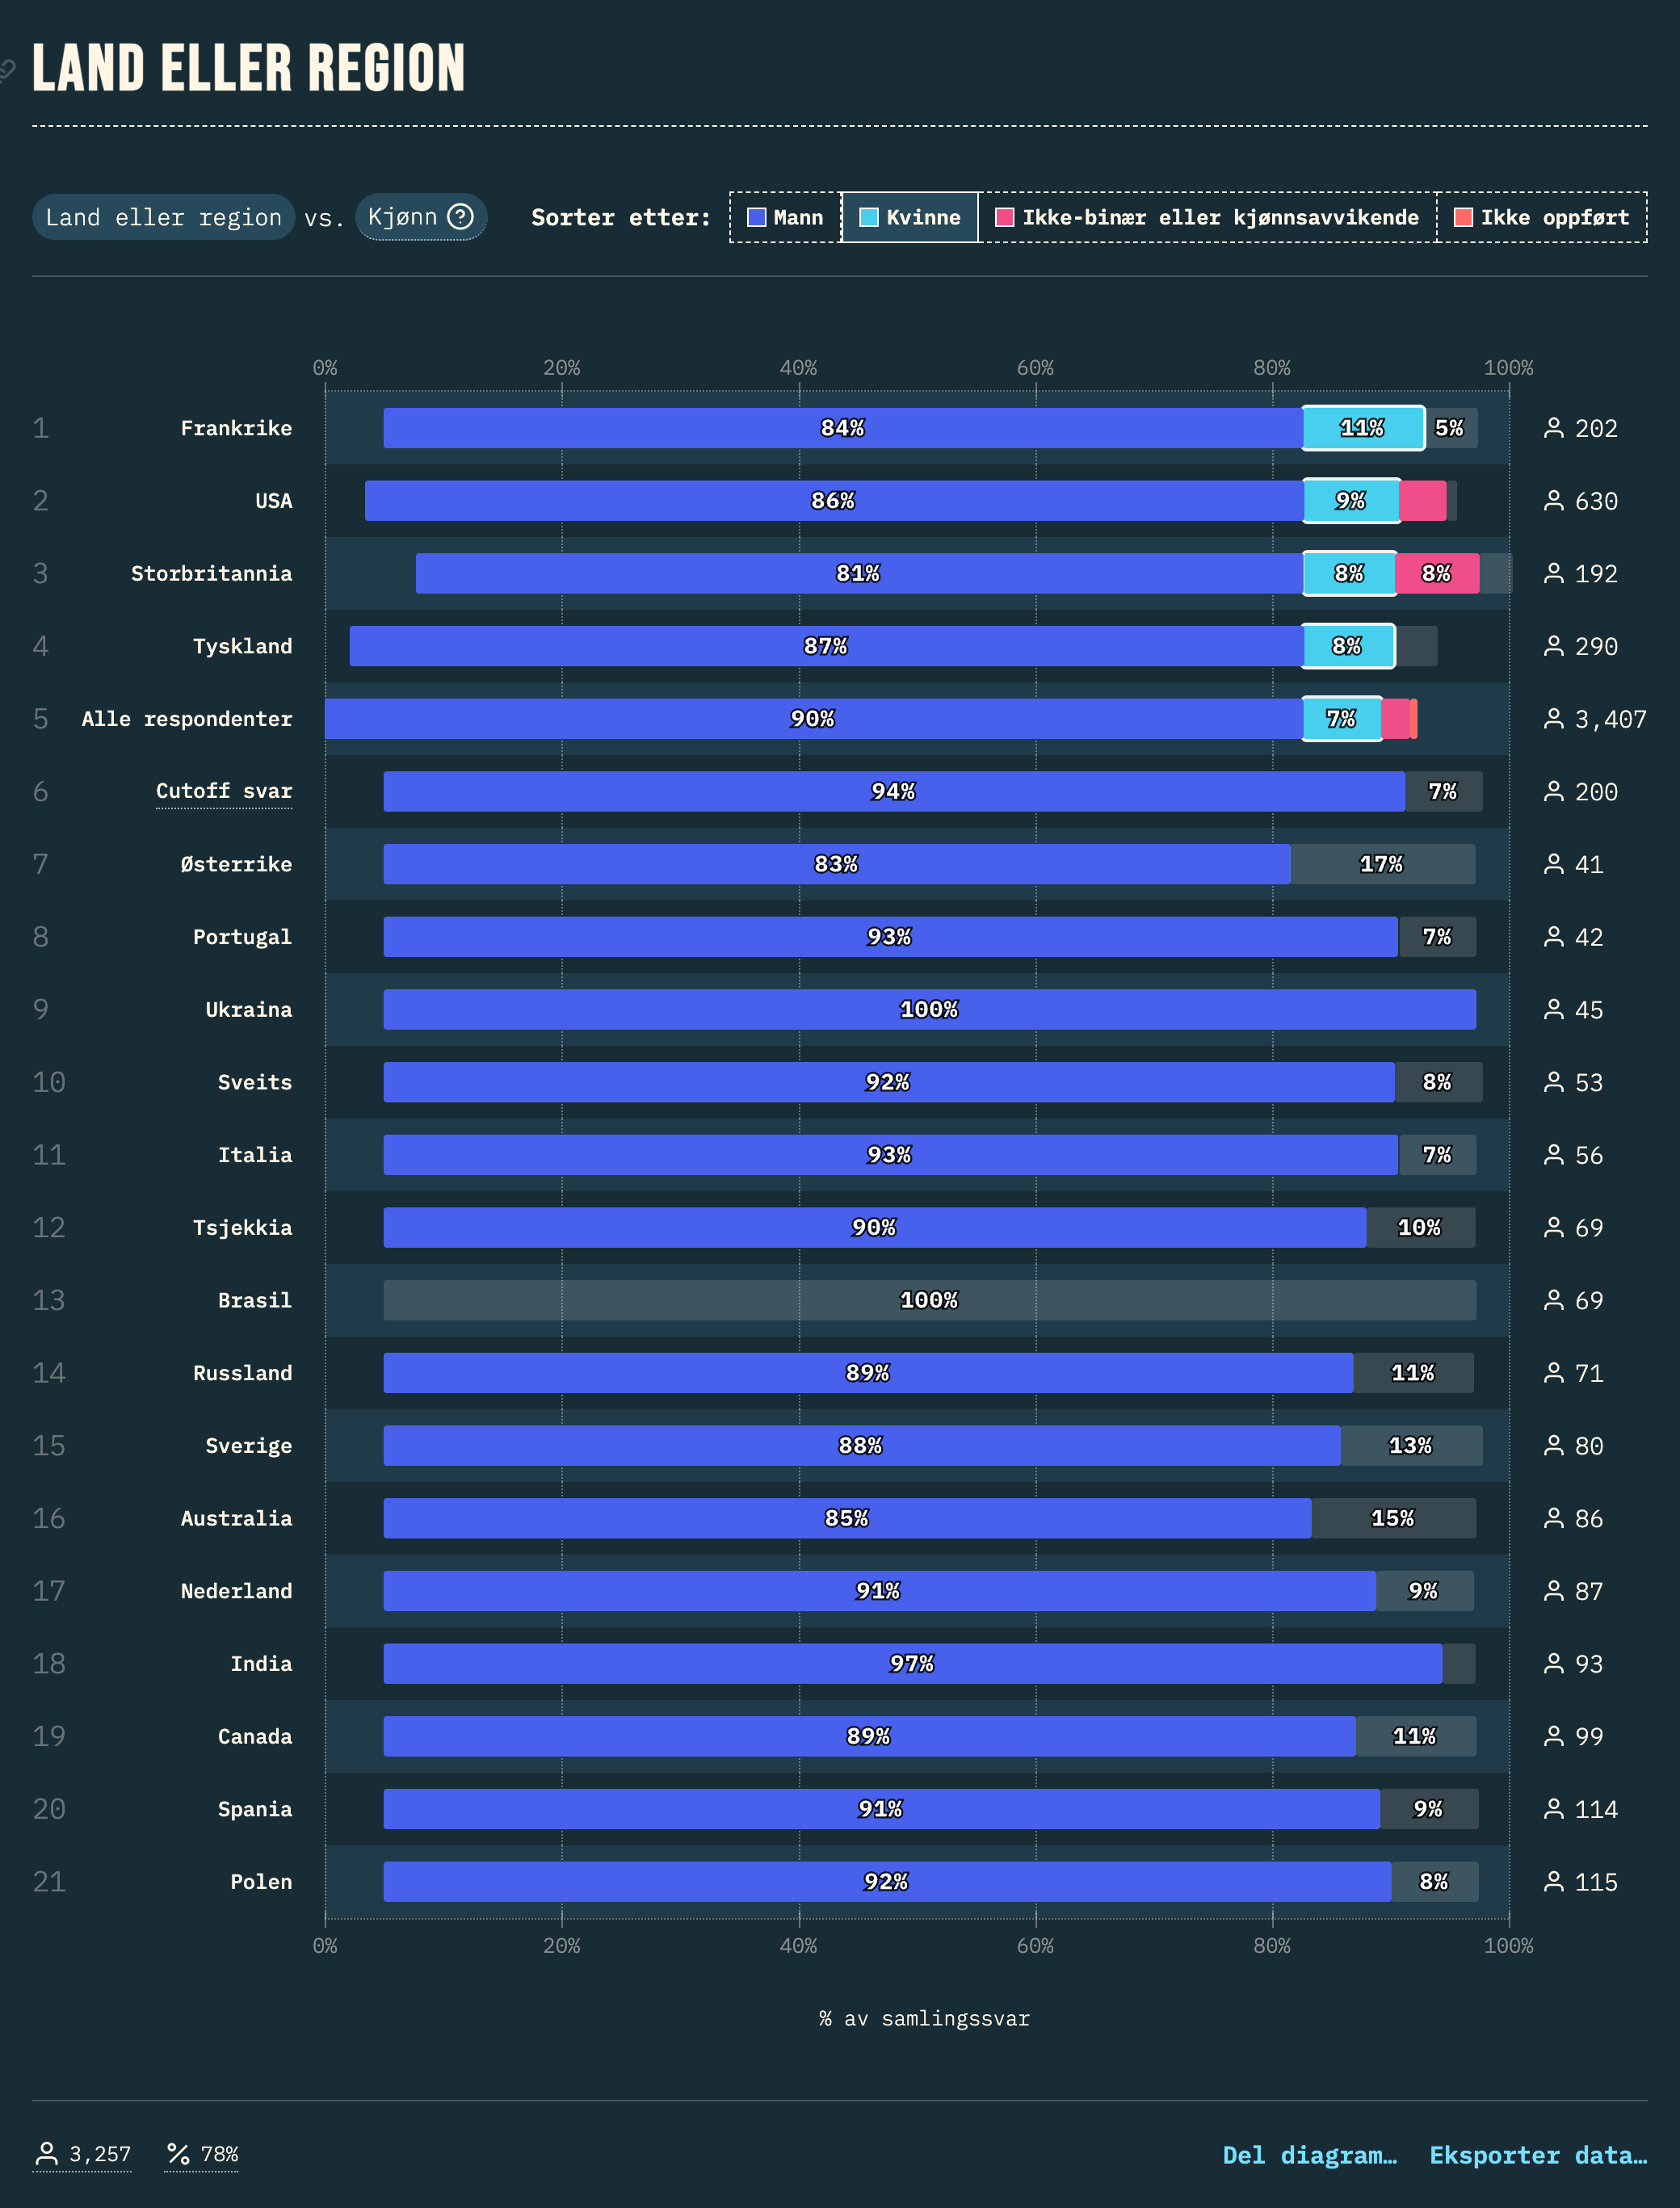 LAND ELLER REGION
Land eller region vs. Kjønn ? Sorter etter: Mann Kvinne Ikke-binær eller kjønnsavvikende Ikke oppført
0% 20% 40% 60% 80% 100%
1 Frankrike 84% 11% 5% 202
2 USA 86% 9% 630
3 Storbritannia 81% 8% 8% 192
4 Tyskland 87% 8% 290
5 Alle respondenter 90% 7% 3,407
6 Cutoff svar 94% 7% 200
7 Østerrike 83% 17% 41
8 Portugal 93% 7% 42
9 Ukraina 100% 45
10 Sveits 92% 8% 53
11 Italia 93% 7% 56
12 Tsjekkia 90% 10% 69
13 Brasil 100% 69
14 Russland 89% 11% 71
15 Sverige 88% 13% 80
16 Australia 85% 15% 86
17 Nederland 91% 9% 87
18 India 97% 93
19 Canada 89% 11% 99
20 Spania 91% 9% 114
21 Polen 92% 8% 115
0% 20% 40% 60% 80% 100%
% av samlingssvar
3,257 % 78% Del diagram… Eksporter data…